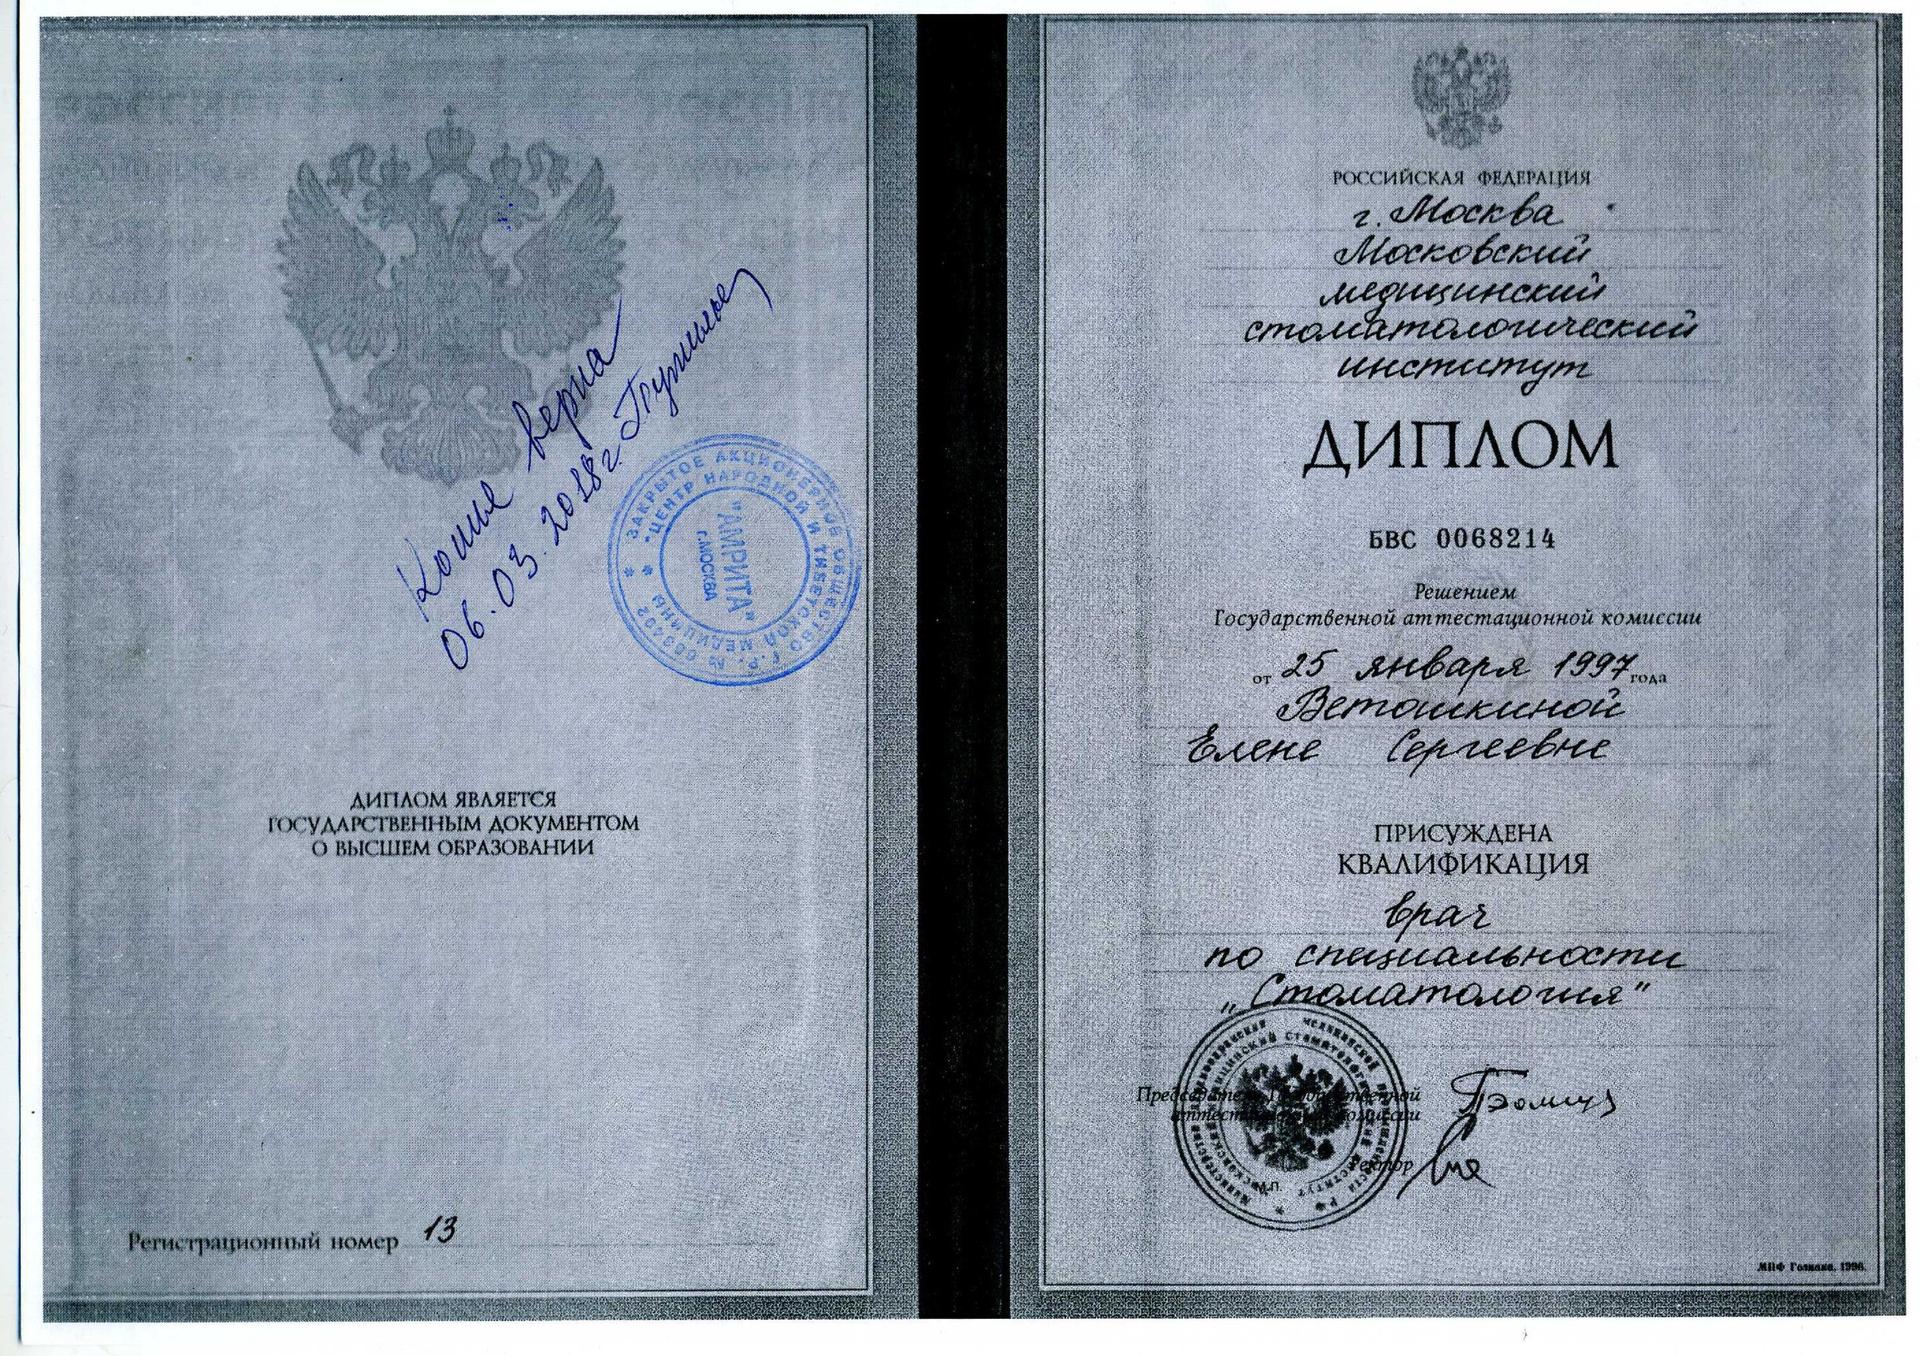 Копия верна
06.03.2018г.
ЗАКРЫТОЕ АКЦИОНЕРНОЕ ОБЩЕСТВО Г.Р. №
"ЦЕНТР НАРОДНОЙ И ТИБЕТСКОЙ МЕДИЦИНЫ
"АМРИТА"
г.МОСКВА
ДИПЛОМ ЯВЛЯЕТСЯ
ГОСУДАРСТВЕННЫМ ДОКУМЕНТОМ
О ВЫСШЕМ ОБРАЗОВАНИИ
Регистрационный номер 13
РОССИЙСКАЯ ФЕДЕРАЦИЯ
г. Москва
Московский
медицинский
стоматологический
институт
ДИПЛОМ
БВС 0068214
Решением
Государственной аттестационной комиссии
от 25 января 1997 года
Ветошкиной
Елене Сергеевне
ПРИСУЖДЕНА
КВАЛИФИКАЦИЯ
врач
по специальности
„Стоматология"
Председатель Государственной
аттестационной комиссии
Ректор
М.П.
МПФ Гознака. 1996.